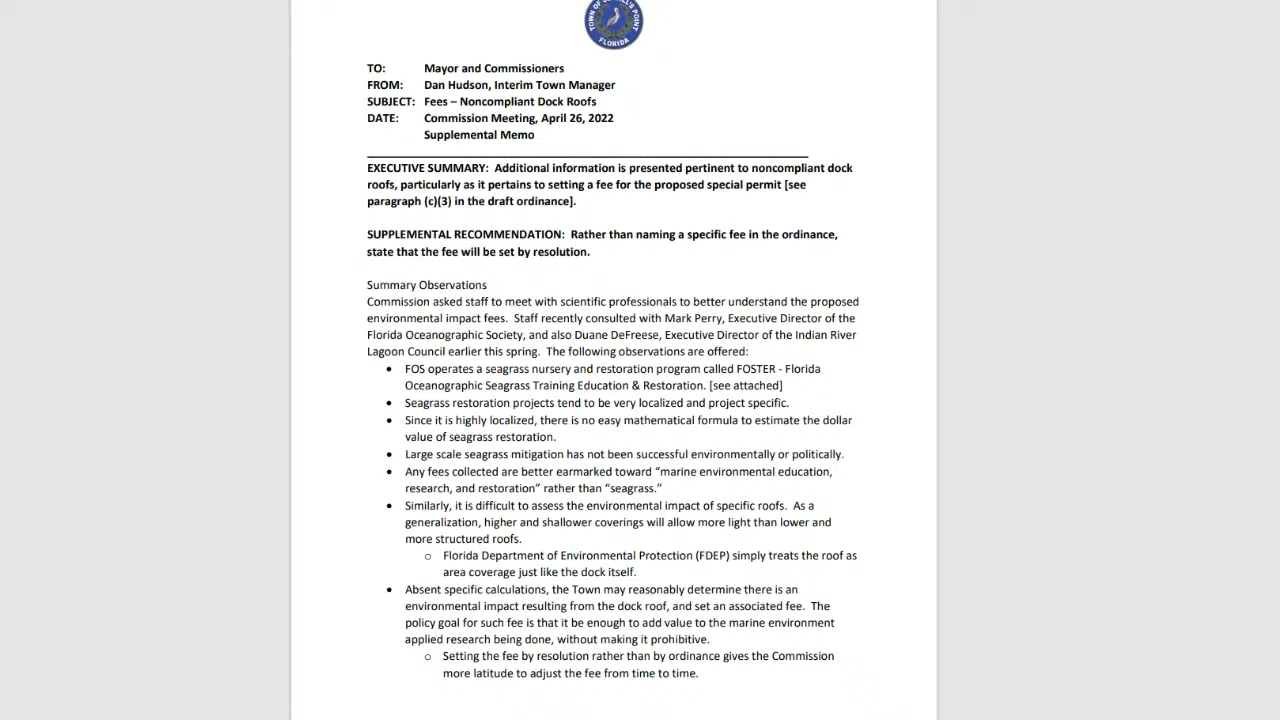 TOWN OF SEWALL'S POINT
FLORIDA
TO: Mayor and Commissioners
FROM: Dan Hudson, Interim Town Manager
SUBJECT: Fees – Noncompliant Dock Roofs
DATE: Commission Meeting, April 26, 2022
Supplemental Memo
EXECUTIVE SUMMARY: Additional information is presented pertinent to noncompliant dock
roofs, particularly as it pertains to setting a fee for the proposed special permit [see
paragraph (c)(3) in the draft ordinance].
SUPPLEMENTAL RECOMMENDATION: Rather than naming a specific fee in the ordinance,
state that the fee will be set by resolution.
Summary Observations
Commission asked staff to meet with scientific professionals to better understand the proposed
environmental impact fees. Staff recently consulted with Mark Perry, Executive Director of the
Florida Oceanographic Society, and also Duane DeFreese, Executive Director of the Indian River
Lagoon Council earlier this spring. The following observations are offered:
• FOS operates a seagrass nursery and restoration program called FOSTER - Florida
Oceanographic Seagrass Training Education & Restoration. [see attached]
• Seagrass restoration projects tend to be very localized and project specific.
• Since it is highly localized, there is no easy mathematical formula to estimate the dollar
value of seagrass restoration.
• Large scale seagrass mitigation has not been successful environmentally or politically.
• Any fees collected are better earmarked toward “marine environmental education,
research, and restoration” rather than “seagrass.”
• Similarly, it is difficult to assess the environmental impact of specific roofs. As a
generalization, higher and shallower coverings will allow more light than lower and
more structured roofs.
o Florida Department of Environmental Protection (FDEP) simply treats the roof as
area coverage just like the dock itself.
• Absent specific calculations, the Town may reasonably determine there is an
environmental impact resulting from the dock roof, and set an associated fee. The
policy goal for such fee is that it be enough to add value to the marine environment
applied research being done, without making it prohibitive.
o Setting the fee by resolution rather than by ordinance gives the Commission
more latitude to adjust the fee from time to time.